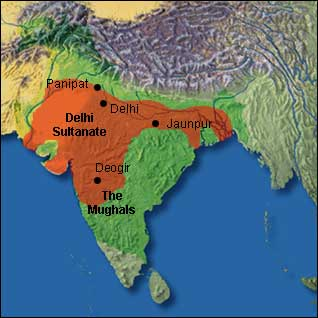 Panipat
Delhi
Delhi
Sultanate
Jaunpur
Deogir
The
Mughals